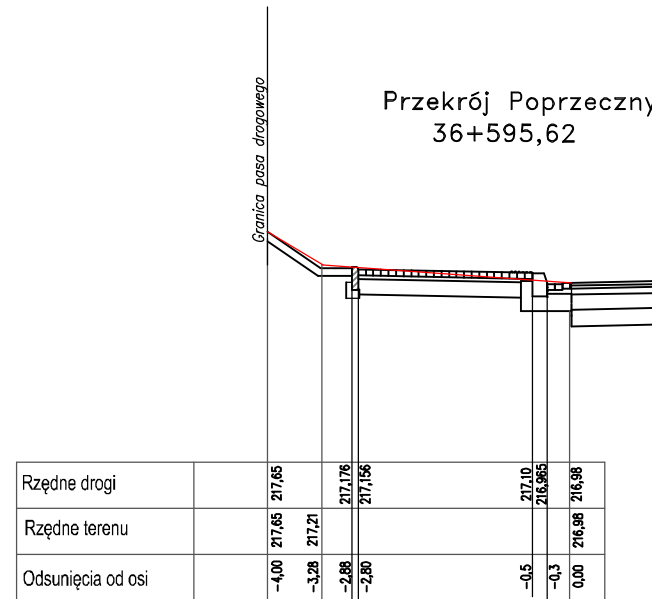 Granica pasa drogowego
Przekrój Poprzeczny
36+595,62
Rzędne drogi 217,65 217,176 217,156 217,10 216,965 216,98
Rzędne terenu 217,65 217,21 216,98
Odsunięcia od osi -4,00 -3,28 -2,88 -2,80 -0,5 -0,3 0,00